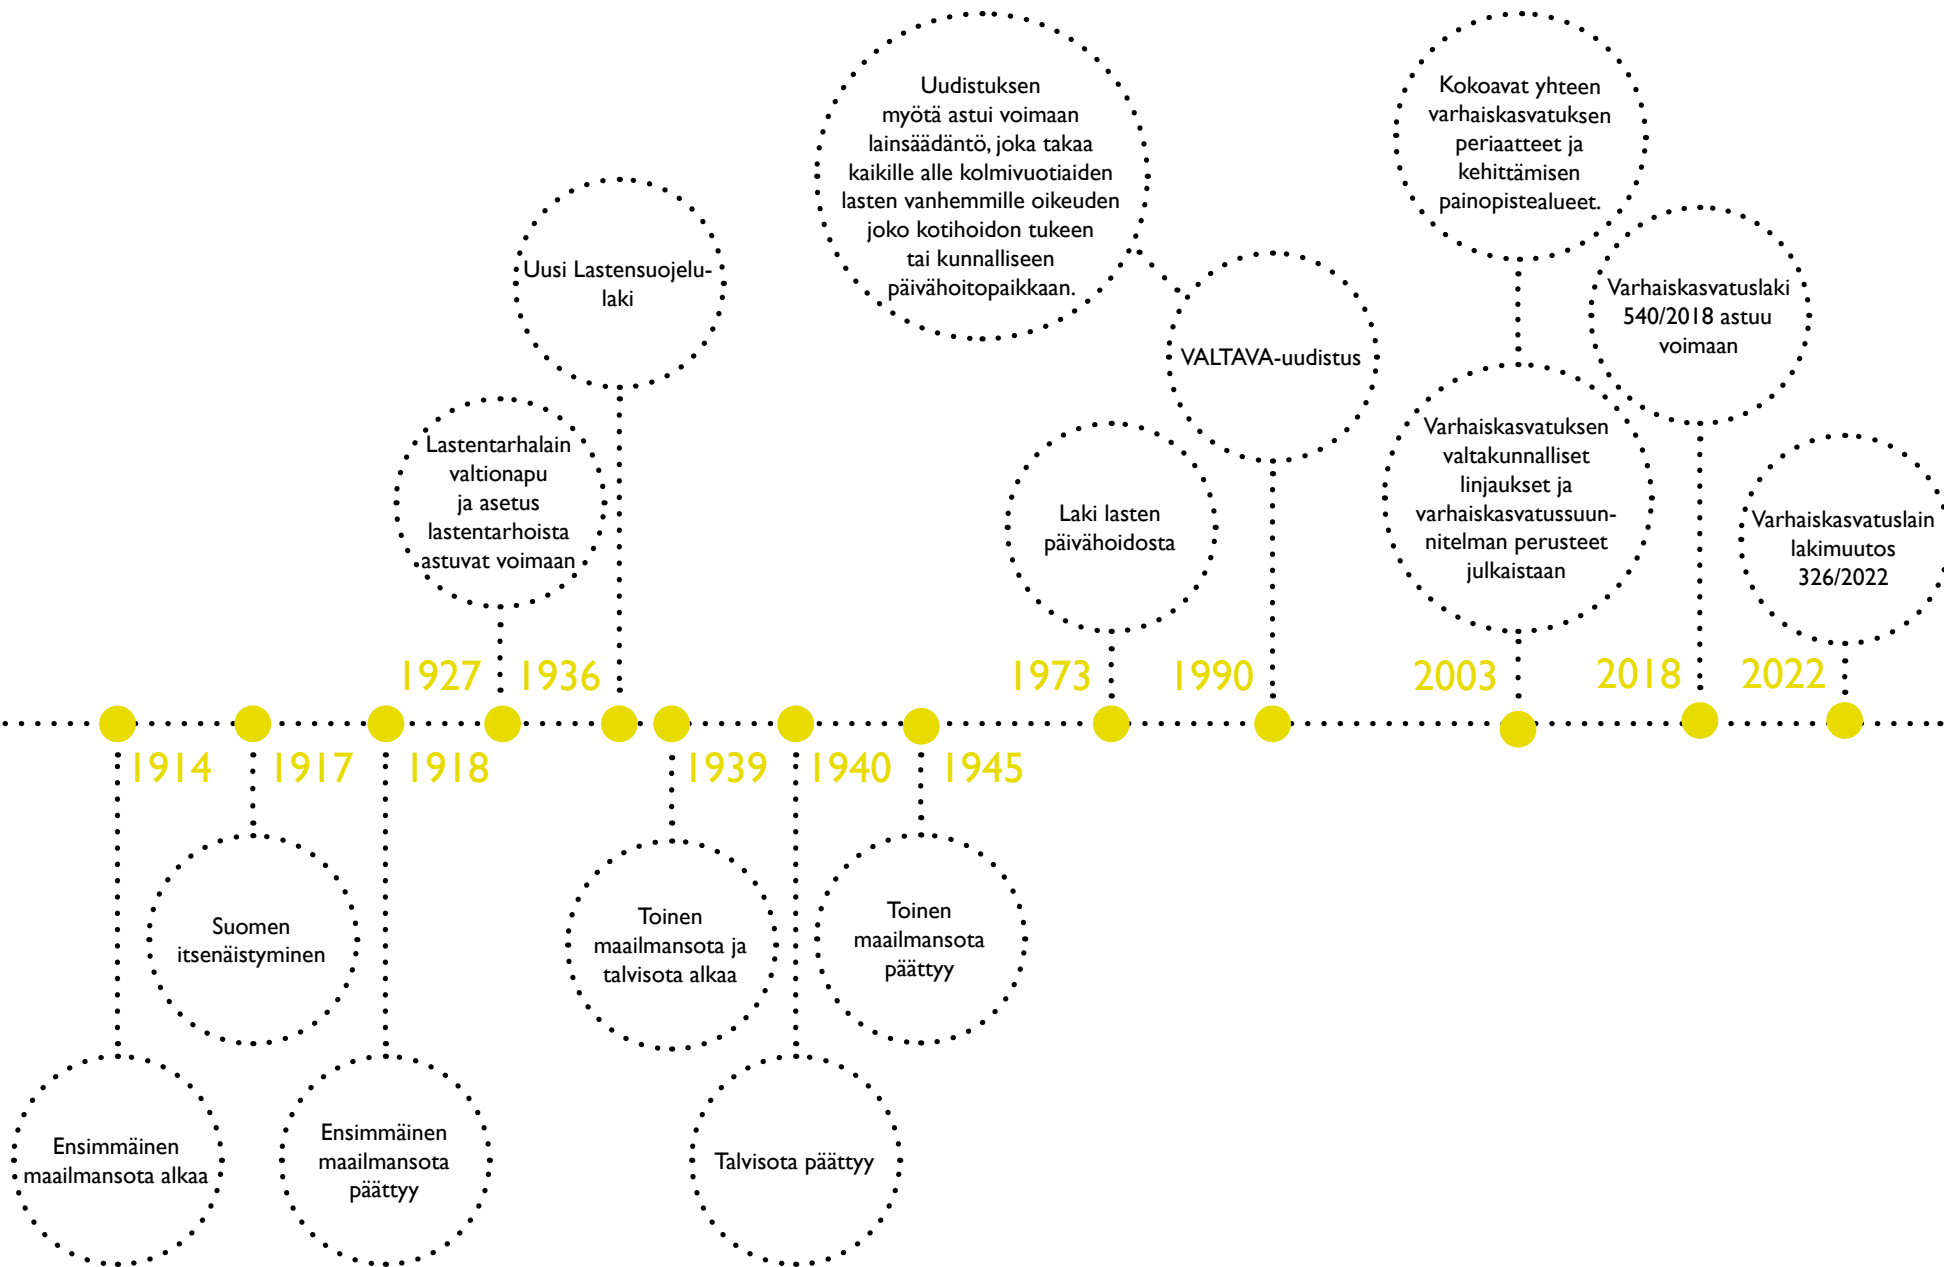 Uudistuksen
myötä astui voimaan
lainsäädäntö, joka takaa
kaikille alle kolmivuotiaiden
lasten vanhemmille oikeuden
joko kotihoidon tukeen
tai kunnalliseen
päivähoitopaikkaan.
Kokoavat yhteen
varhaiskasvatuksen
periaatteet ja
kehittämisen
painopistealueet.
Uusi Lastensuojelu-
laki
VALTAVA-uudistus
Varhaiskasvatuslaki
540/2018 astuu
voimaan
Lastentarhalain
valtionapu
ja asetus
lastentarhoista
astuvat voimaan
Laki lasten
päivähoidosta
Varhaiskasvatuksen
valtakunnalliset
linjaukset ja
varhaiskasvatussuun-
nitelman perusteet
julkaistaan
Varhaiskasvatuslain
lakimuutos
326/2022
1927
1936
1973
1990
2003
2018
2022
1914
1917
1918
1939
1940
1945
Suomen
itsenäistyminen
Toinen
maailmansota ja
talvisota alkaa
Toinen
maailmansota
päättyy
Ensimmäinen
maailmansota alkaa
Ensimmäinen
maailmansota
päättyy
Talvisota päättyy